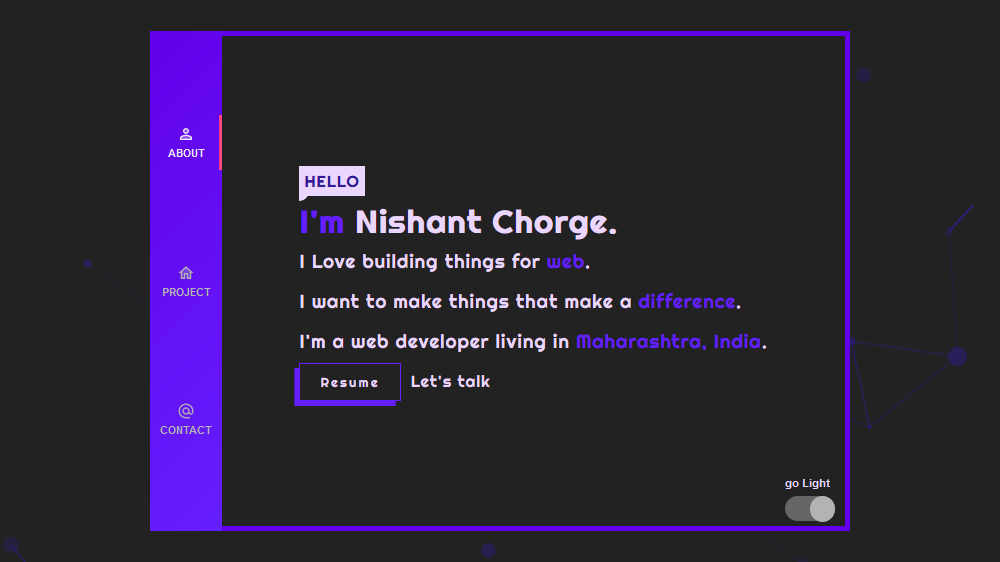 ABOUT
PROJECT
CONTACT
HELLO
I'm Nishant Chorge.
I Love building things for web.
I want to make things that make a difference.
I'm a web developer living in Maharashtra, India.
Resume Let's talk
go Light